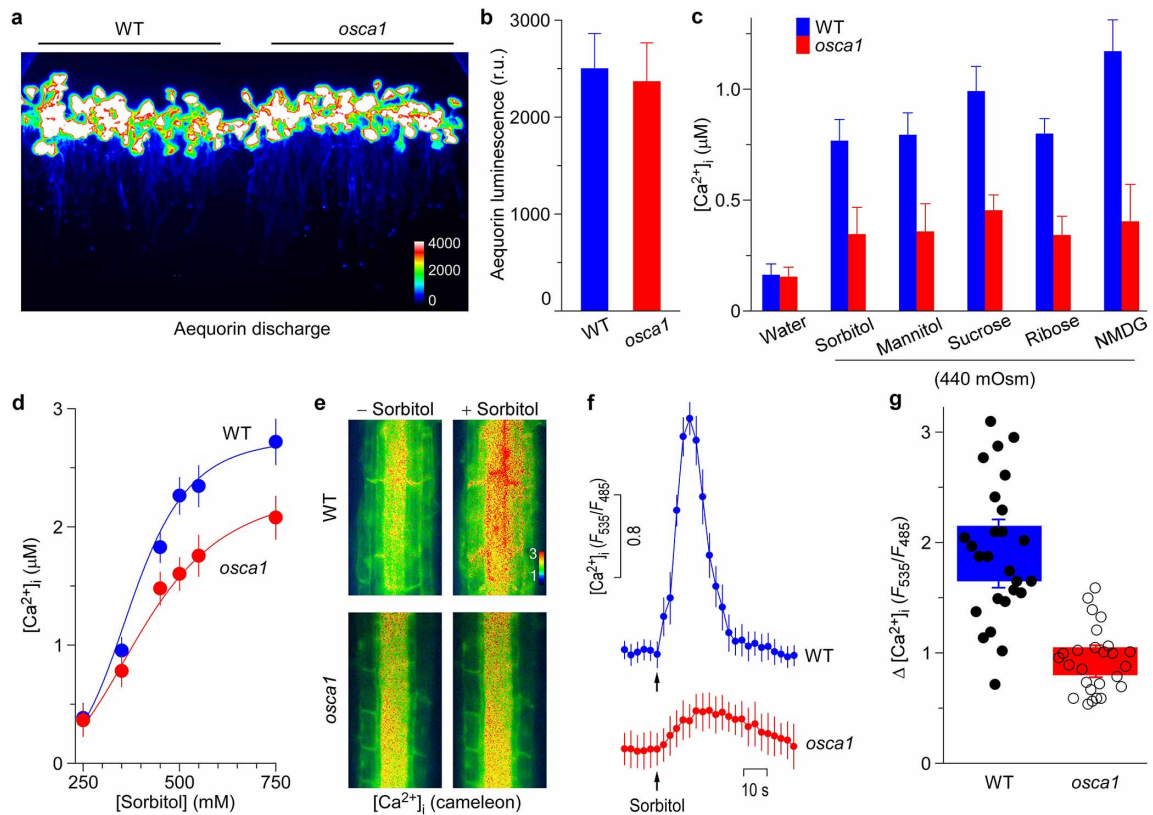 a
WT
osca1
4000
2000
0
Aequorin discharge
b
Aequorin luminescence (r.u.)
3000
2000
1000
0
WT
osca1
c
WT
osca1
[Ca2+]i (μM)
1.0
0.5
0
Water
Sorbitol
Mannitol
Sucrose
Ribose
NMDG
(440 mOsm)
d
[Ca2+]i (μM)
3
2
1
0
WT
osca1
250
500
750
[Sorbitol] (mM)
e
– Sorbitol
+ Sorbitol
WT
3
1
osca1
[Ca2+]i (cameleon)
f
[Ca2+]i (F535/F485)
0.8
WT
osca1
10 s
Sorbitol
g
Δ [Ca2+]i (F535/F485)
3
2
1
0
WT
osca1